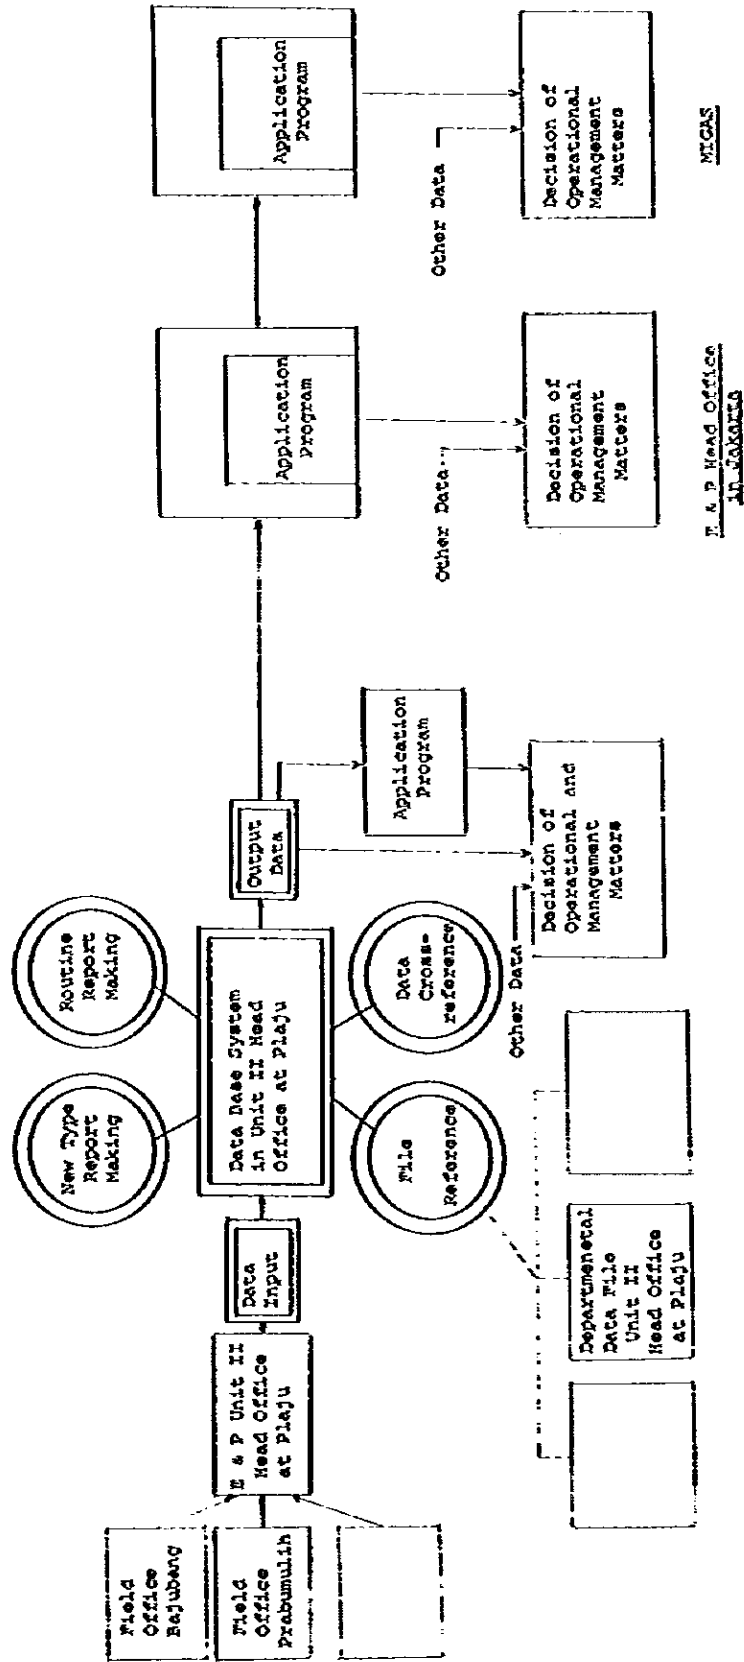 Field
Office
Bajubang
Field
Office
Prabumulih
E & P Unit II
Head Office
at Plaju
Data
Input
New Type
Report
Making
Routine
Report
Making
Data Base System
in Unit II Head
Office at Plaju
File
Reference
Data
Cross-
reference
Departmenetal
Data File
Unit II
Head Office
at Plaju
Output
Data
Application
Program
Other Data
Decision of
Operational and
Management
Matters
Application
Program
Other Data
Decision of
Operational
Management
Matters
E & P Head Office
in Jakarta
Application
Program
Other Data
Decision of
Operational
Management
Matters
MIGAS